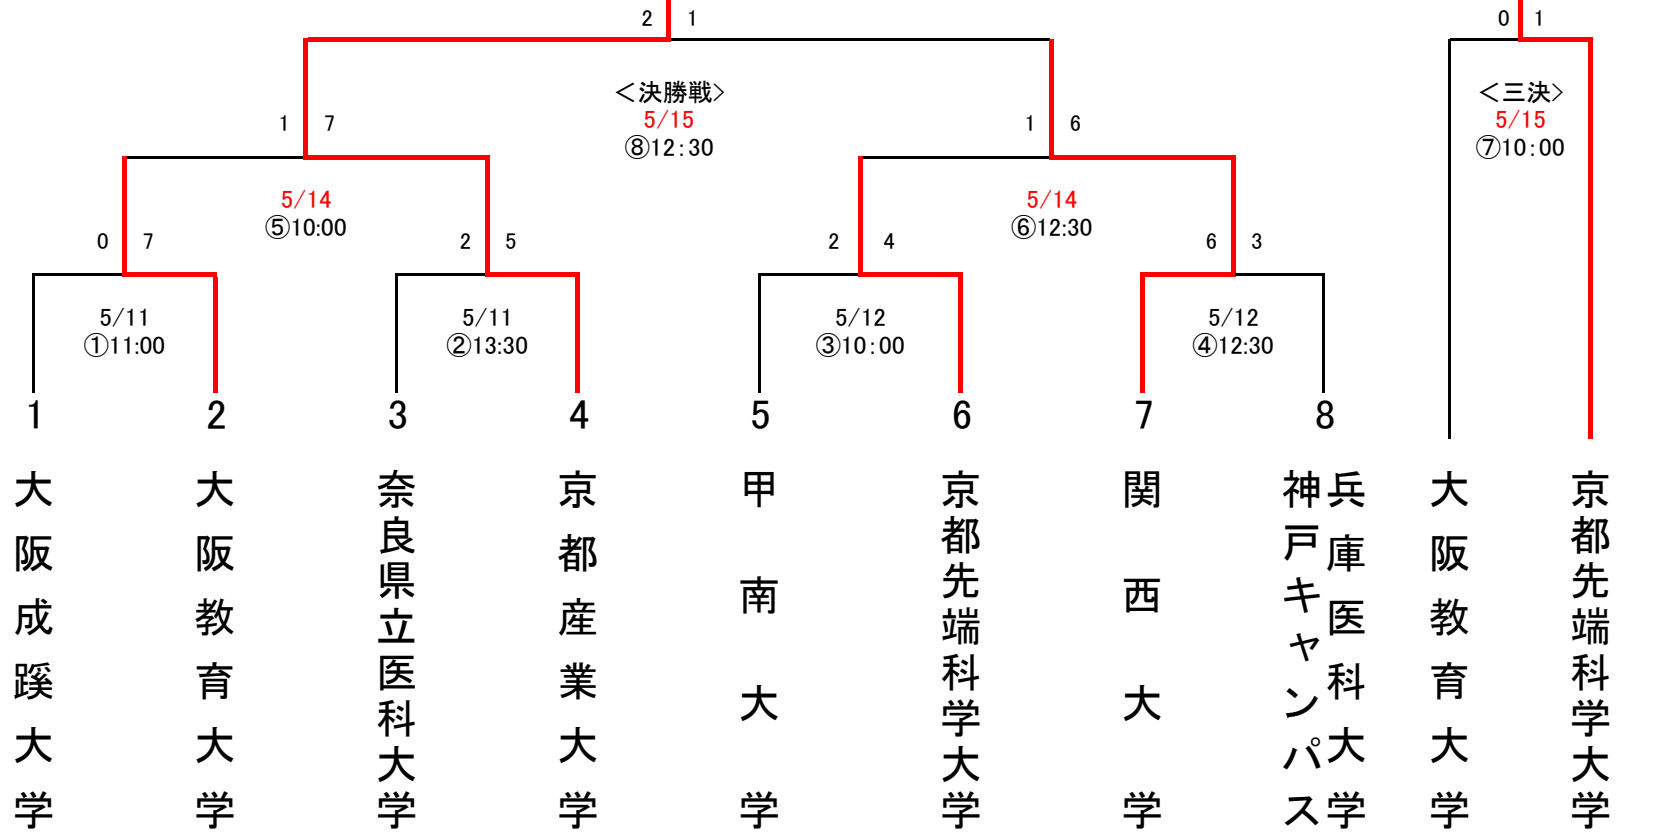 2 1
0 1
＜決勝戦＞
5/15
⑧12:30
＜三決＞
5/15
⑦10:00
1 7
1 6
5/14
⑤10:00
5/14
⑥12:30
0 7
2 5
2 4
6 3
5/11
①11:00
5/11
②13:30
5/12
③10:00
5/12
④12:30
1
2
3
4
5
6
7
8
大阪成蹊大学
大阪教育大学
奈良県立医科大学
京都産業大学
甲南大学
京都先端科学大学
関西大学
兵庫医科大学
神戸キャンパス
大阪教育大学
京都先端科学大学